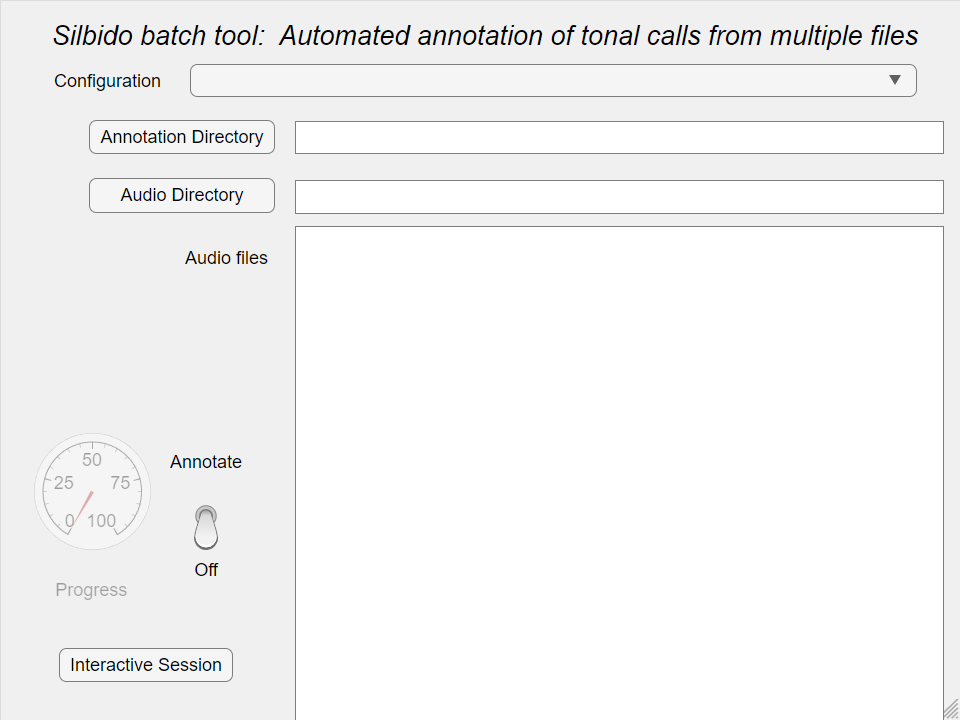 Silbido batch tool:  Automated annotation of tonal calls from multiple files
Configuration
Annotation Directory
Audio Directory
Audio files
50
25 75
0 100
Progress
Annotate
Off
Interactive Session